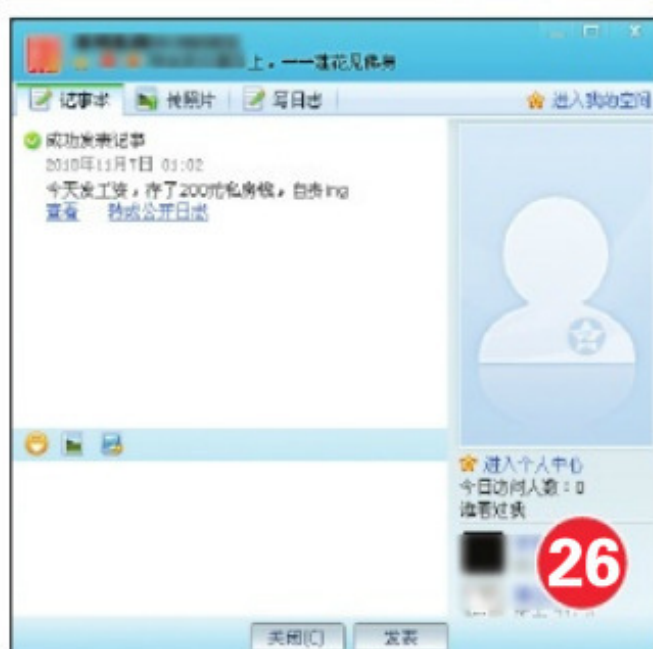 上，一一莲花见佛身
记事本 传照片 写日志 进入我的空间
成功发表记事
2010年11月7日 01:02
今天发工资，存了200元私房钱，自责ing
查看 转成公开日志
进入个人中心
今日访问人数：0
谁看过我
26
关闭(C) 发表